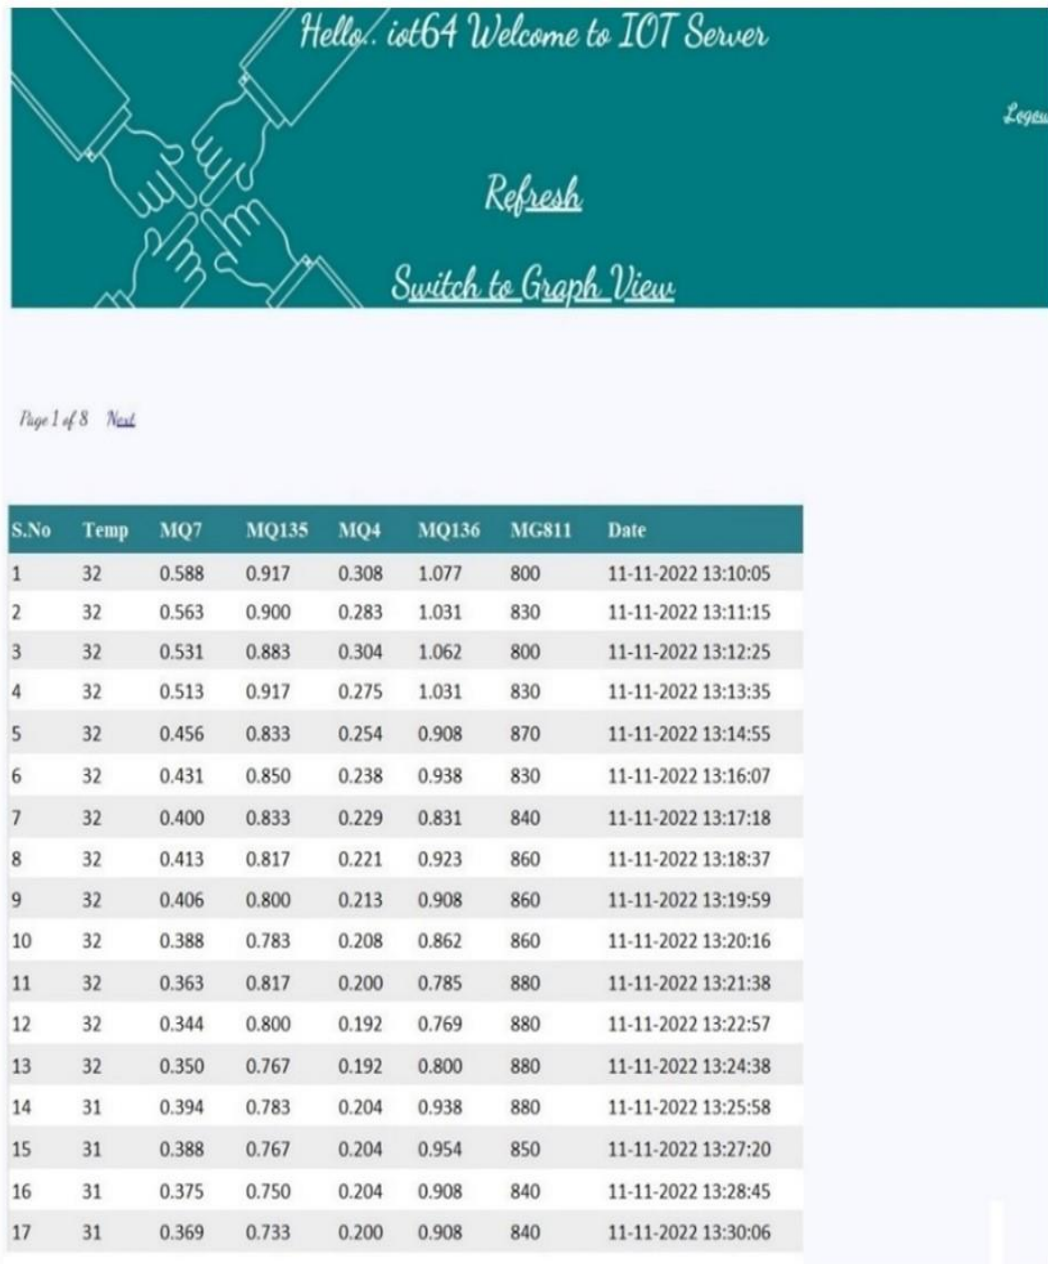 Hello.. iot64 Welcome to IOT Server
Refresh
Switch to Graph View
Page 1 of 8 Next
S.No Temp MQ7 MQ135 MQ4 MQ136 MG811 Date
1 32 0.588 0.917 0.308 1.077 800 11-11-2022 13:10:05
2 32 0.563 0.900 0.283 1.031 830 11-11-2022 13:11:15
3 32 0.531 0.883 0.304 1.062 800 11-11-2022 13:12:25
4 32 0.513 0.917 0.275 1.031 830 11-11-2022 13:13:35
5 32 0.456 0.833 0.254 0.908 870 11-11-2022 13:14:55
6 32 0.431 0.850 0.238 0.938 830 11-11-2022 13:16:07
7 32 0.400 0.833 0.229 0.831 840 11-11-2022 13:17:18
8 32 0.413 0.817 0.221 0.923 860 11-11-2022 13:18:37
9 32 0.406 0.800 0.213 0.908 860 11-11-2022 13:19:59
10 32 0.388 0.783 0.208 0.862 860 11-11-2022 13:20:16
11 32 0.363 0.817 0.200 0.785 880 11-11-2022 13:21:38
12 32 0.344 0.800 0.192 0.769 880 11-11-2022 13:22:57
13 32 0.350 0.767 0.192 0.800 880 11-11-2022 13:24:38
14 31 0.394 0.783 0.204 0.938 880 11-11-2022 13:25:58
15 31 0.388 0.767 0.204 0.954 850 11-11-2022 13:27:20
16 31 0.375 0.750 0.204 0.908 840 11-11-2022 13:28:45
17 31 0.369 0.733 0.200 0.908 840 11-11-2022 13:30:06